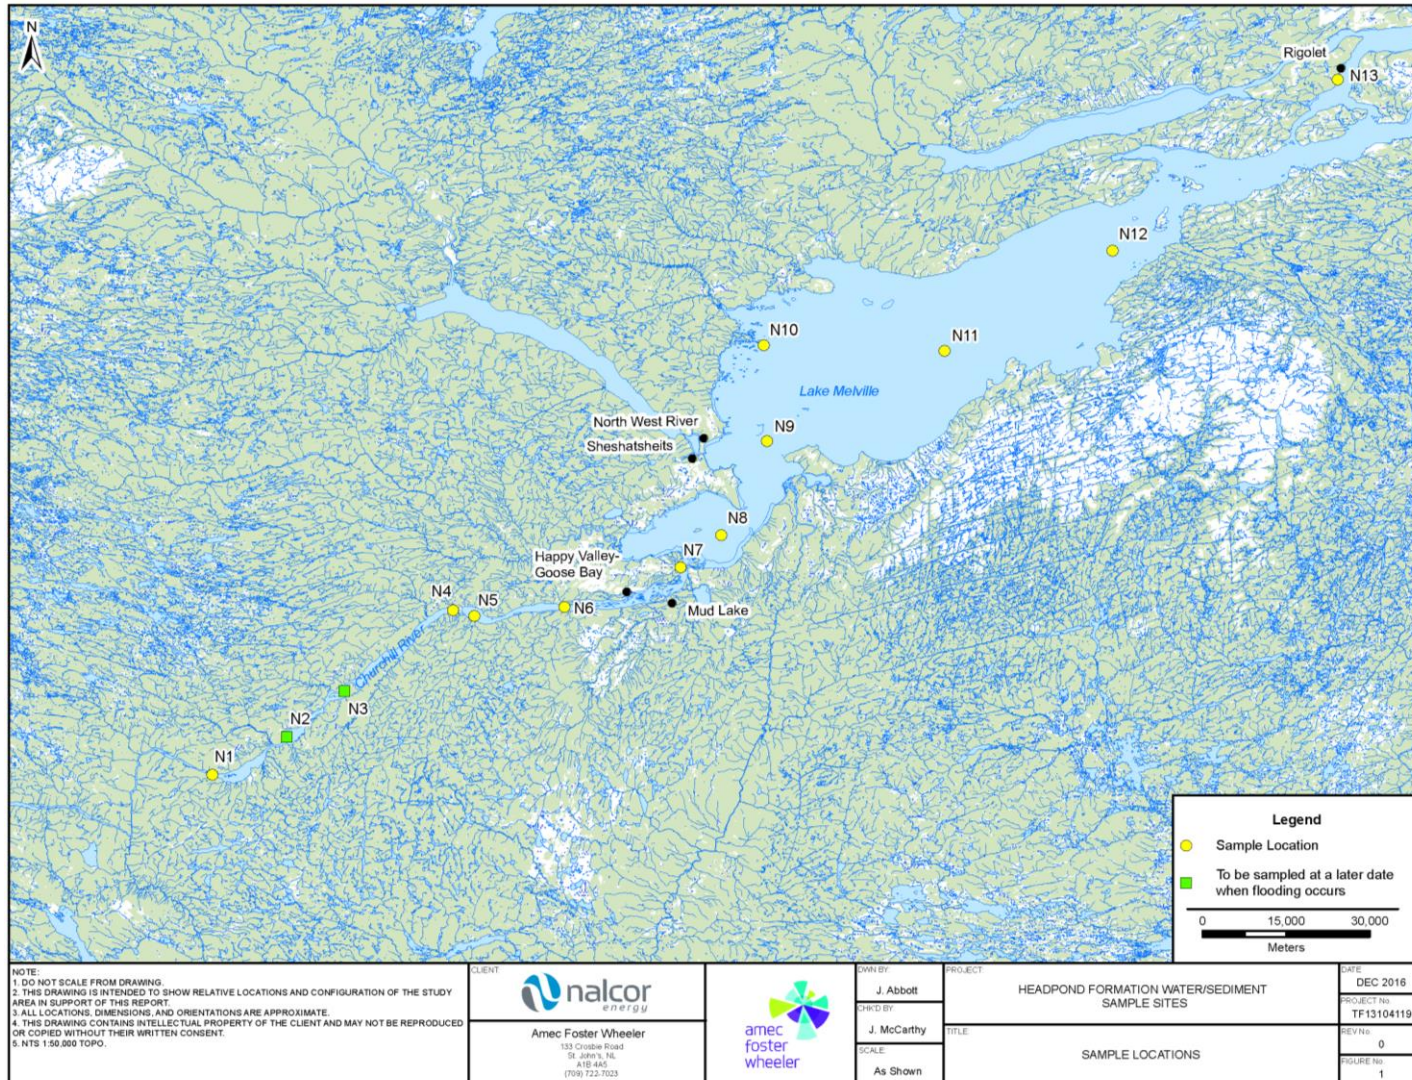 N
Rigolet
N13
N12
N10
N11
Lake Melville
North West River
Sheshatsheits
N9
N8
Happy Valley-
Goose Bay
N7
N4
N5
N6
Mud Lake
Churchill River
N3
N2
N1
Legend
Sample Location
To be sampled at a later date
when flooding occurs
0 15,000 30,000
Meters
NOTE:
1. DO NOT SCALE FROM DRAWING.
2. THIS DRAWING IS INTENDED TO SHOW RELATIVE LOCATIONS AND CONFIGURATION OF THE STUDY
AREA IN SUPPORT OF THIS REPORT.
3. ALL LOCATIONS, DIMENSIONS, AND ORIENTATIONS ARE APPROXIMATE.
4. THIS DRAWING CONTAINS INTELLECTUAL PROPERTY OF THE CLIENT AND MAY NOT BE REPRODUCED
OR COPIED WITHOUT THEIR WRITTEN CONSENT.
5. NTS 1:50,000 TOPO.
CLIENT:
nalcor
energy
Amec Foster Wheeler
133 Crosbie Road
St. John's, NL
A1B 4A5
(709) 722-7023
amec
foster
wheeler
DWN BY:
J. Abbott
CHK'D BY:
J. McCarthy
SCALE:
As Shown
PROJECT:
HEADPOND FORMATION WATER/SEDIMENT
SAMPLE SITES
TITLE:
SAMPLE LOCATIONS
DATE:
DEC 2016
PROJECT No.
TF13104119
REV No.
0
FIGURE No.
1